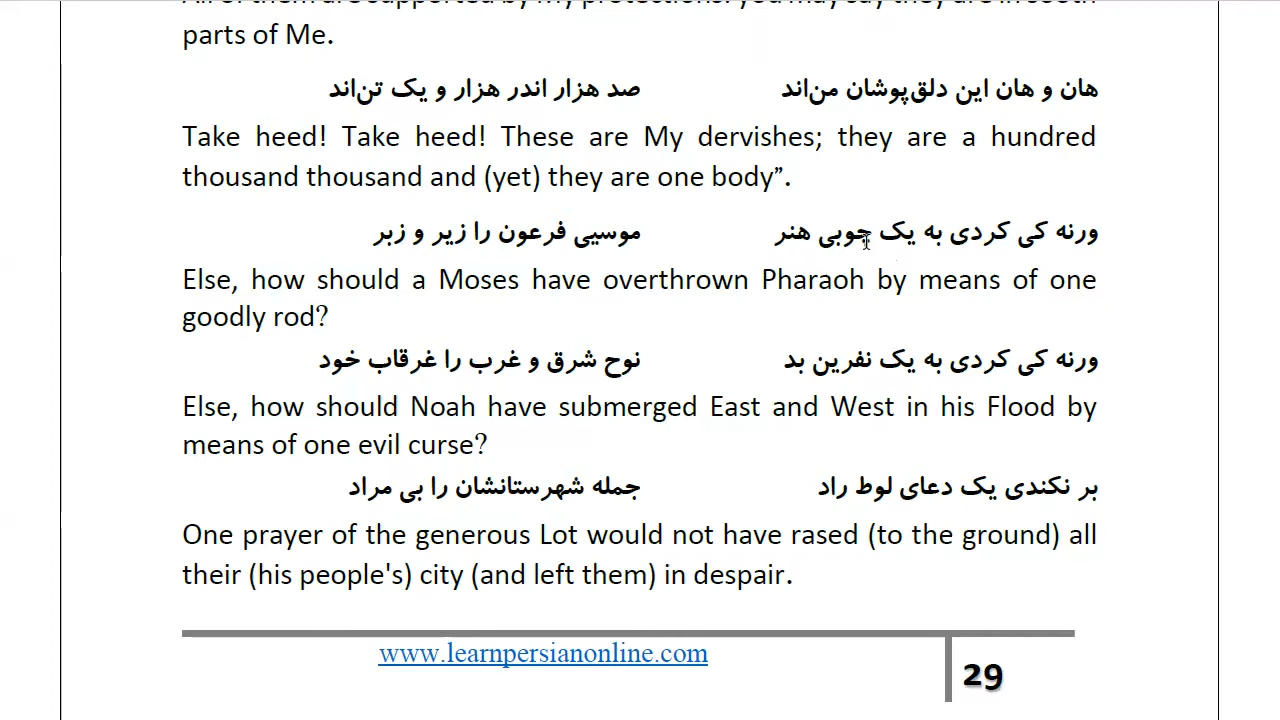 parts of Me.
هان و هان این دلق‌پوشان من‌اند صد هزار اندر هزار و یک تن‌اند
Take heed! Take heed! These are My dervishes; they are a hundred
thousand thousand and (yet) they are one body”.
ورنه کی کردی به یک چوبی هنر موسیی فرعون را زیر و زبر
Else, how should a Moses have overthrown Pharaoh by means of one
goodly rod?
ورنه کی کردی به یک نفرین بد نوح شرق و غرب را غرقاب خود
Else, how should Noah have submerged East and West in his Flood by
means of one evil curse?
بر نکندی یک دعای لوط راد جمله شهرستانشان را بی مراد
One prayer of the generous Lot would not have rased (to the ground) all
their (his people's) city (and left them) in despair.
www.learnpersianonline.com
29